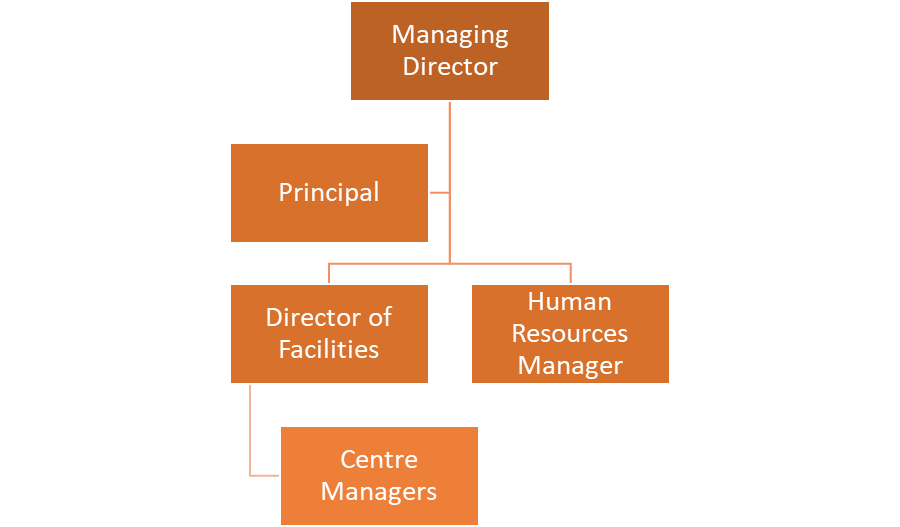 Managing
Director
Principal
Director of
Facilities
Human
Resources
Manager
Centre
Managers